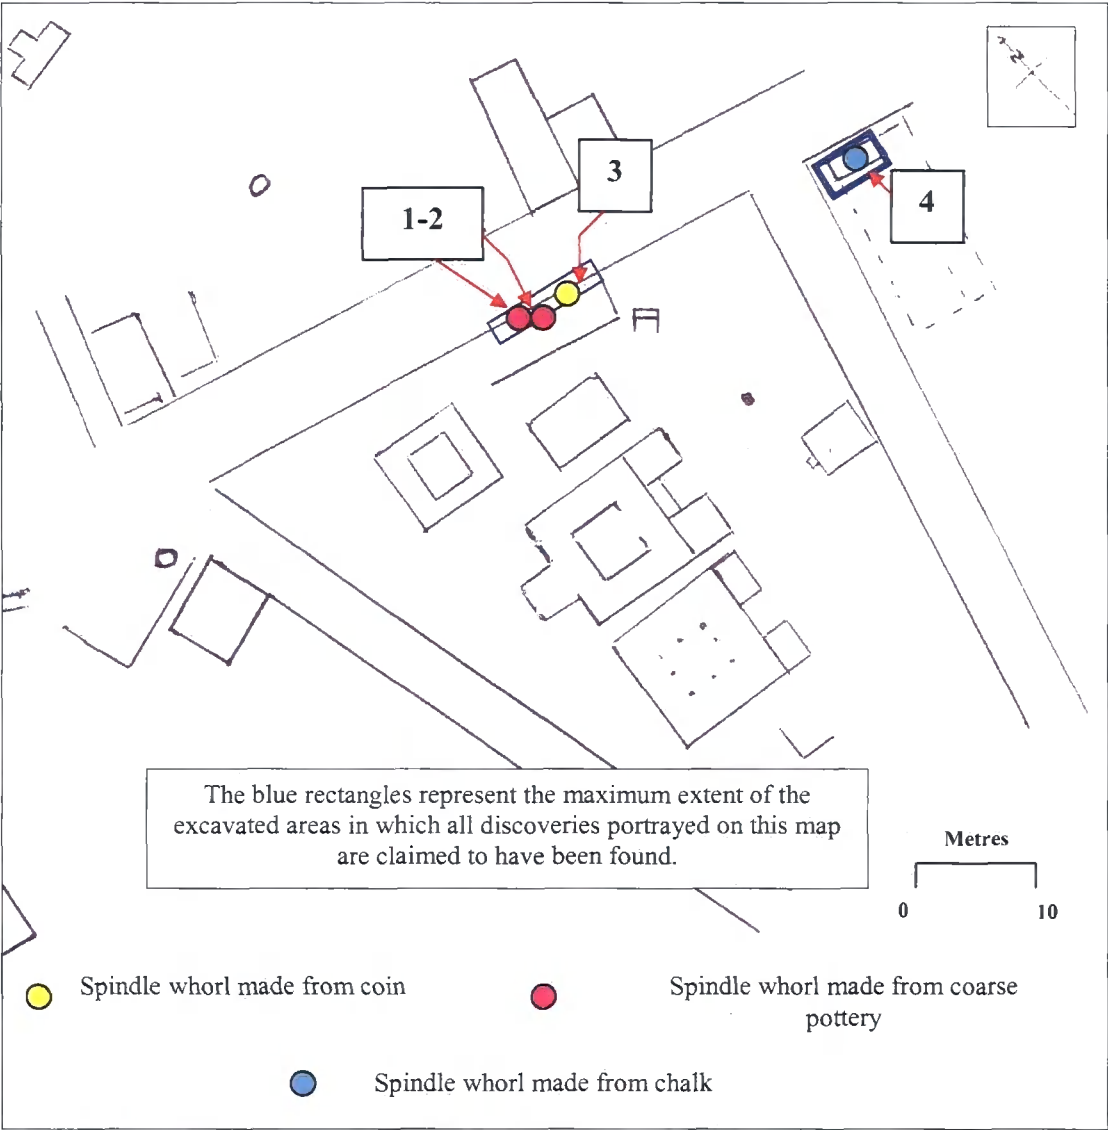 N
3
1-2
4
The blue rectangles represent the maximum extent of the
excavated areas in which all discoveries portrayed on this map
are claimed to have been found.
Metres
0 10
Spindle whorl made from coin
Spindle whorl made from coarse
pottery
Spindle whorl made from chalk